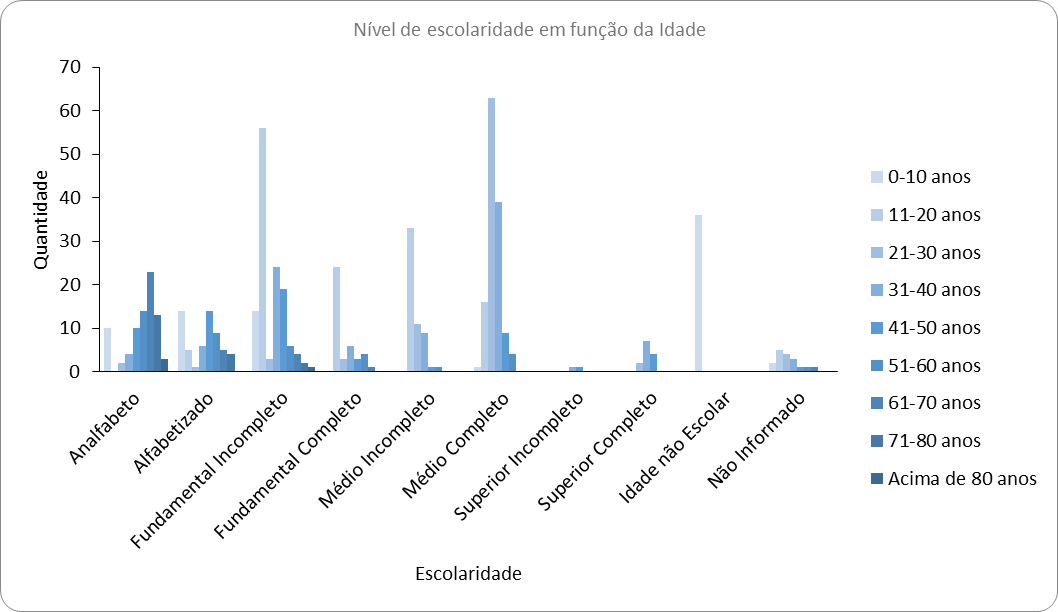 Nível de escolaridade em função da Idade
70
60
50
40
30
20
10
0
Quantidade
Analfabeto
Alfabetizado
Fundamental Incompleto
Fundamental Completo
Médio Incompleto
Médio Completo
Superior Incompleto
Superior Completo
Idade não Escolar
Não Informado
Escolaridade
0-10 anos
11-20 anos
21-30 anos
31-40 anos
41-50 anos
51-60 anos
61-70 anos
71-80 anos
Acima de 80 anos